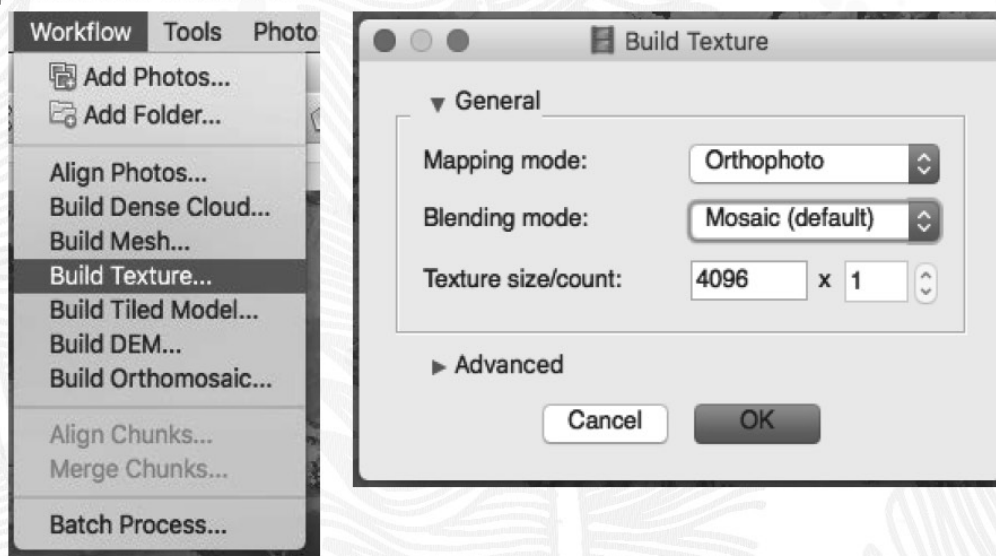 Workflow Tools Photo
Add Photos...
Add Folder...
Align Photos...
Build Dense Cloud...
Build Mesh...
Build Texture...
Build Tiled Model...
Build DEM...
Build Orthomosaic...
Align Chunks...
Merge Chunks...
Batch Process...
Build Texture
General
Mapping mode: Orthophoto
Blending mode: Mosaic (default)
Texture size/count: 4096 x 1
Advanced
Cancel OK